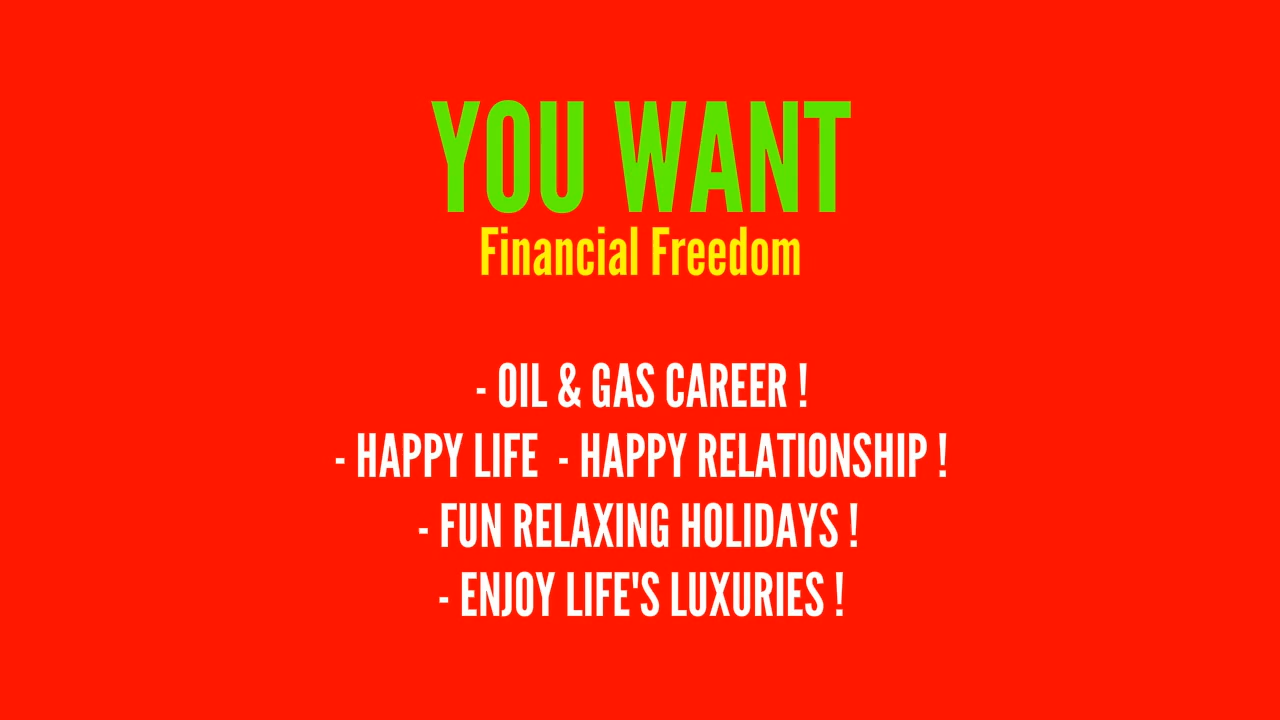 YOU WANT
Financial Freedom
- OIL & GAS CAREER !
- HAPPY LIFE  - HAPPY RELATIONSHIP !
- FUN RELAXING HOLIDAYS !
- ENJOY LIFE'S LUXURIES !